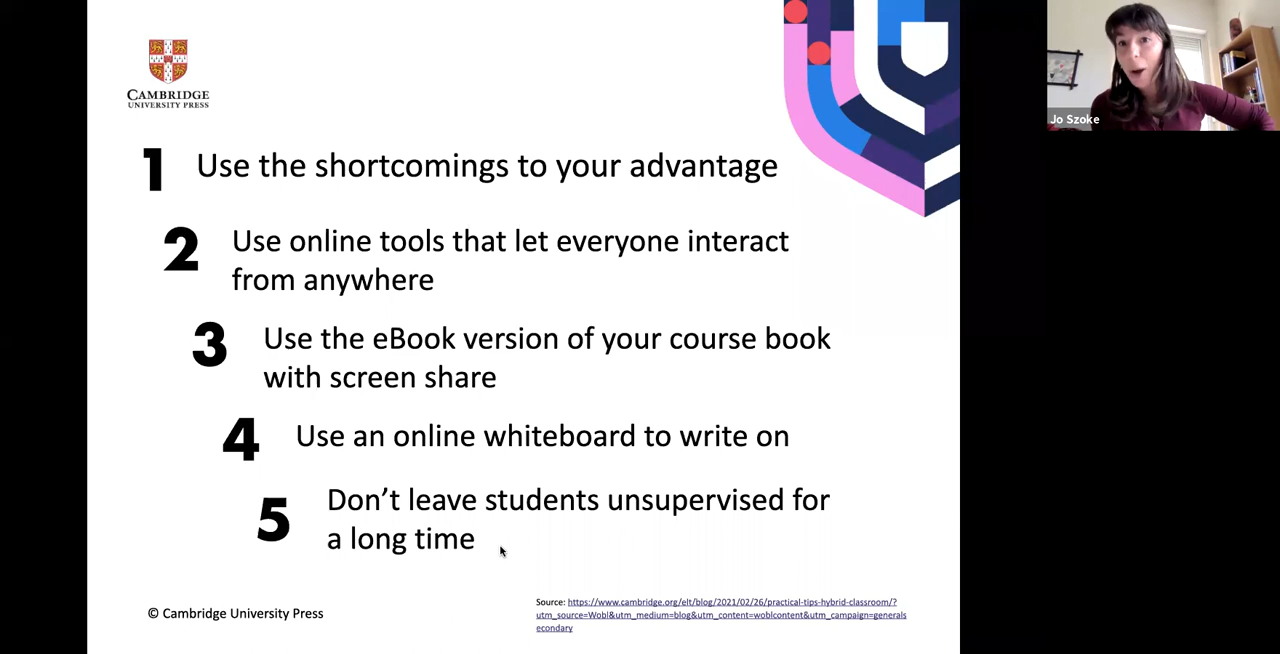 CAMBRIDGE
UNIVERSITY PRESS
Jo Szoke
1 Use the shortcomings to your advantage
2 Use online tools that let everyone interact
from anywhere
3 Use the eBook version of your course book
with screen share
4 Use an online whiteboard to write on
5 Don’t leave students unsupervised for
a long time
© Cambridge University Press
Source: https://www.cambridge.org/elt/blog/2021/02/26/practical-tips-hybrid-classroom/?
utm_source=Wobl&utm_medium=blog&utm_content=woblcontent&utm_campaign=generals
econdary